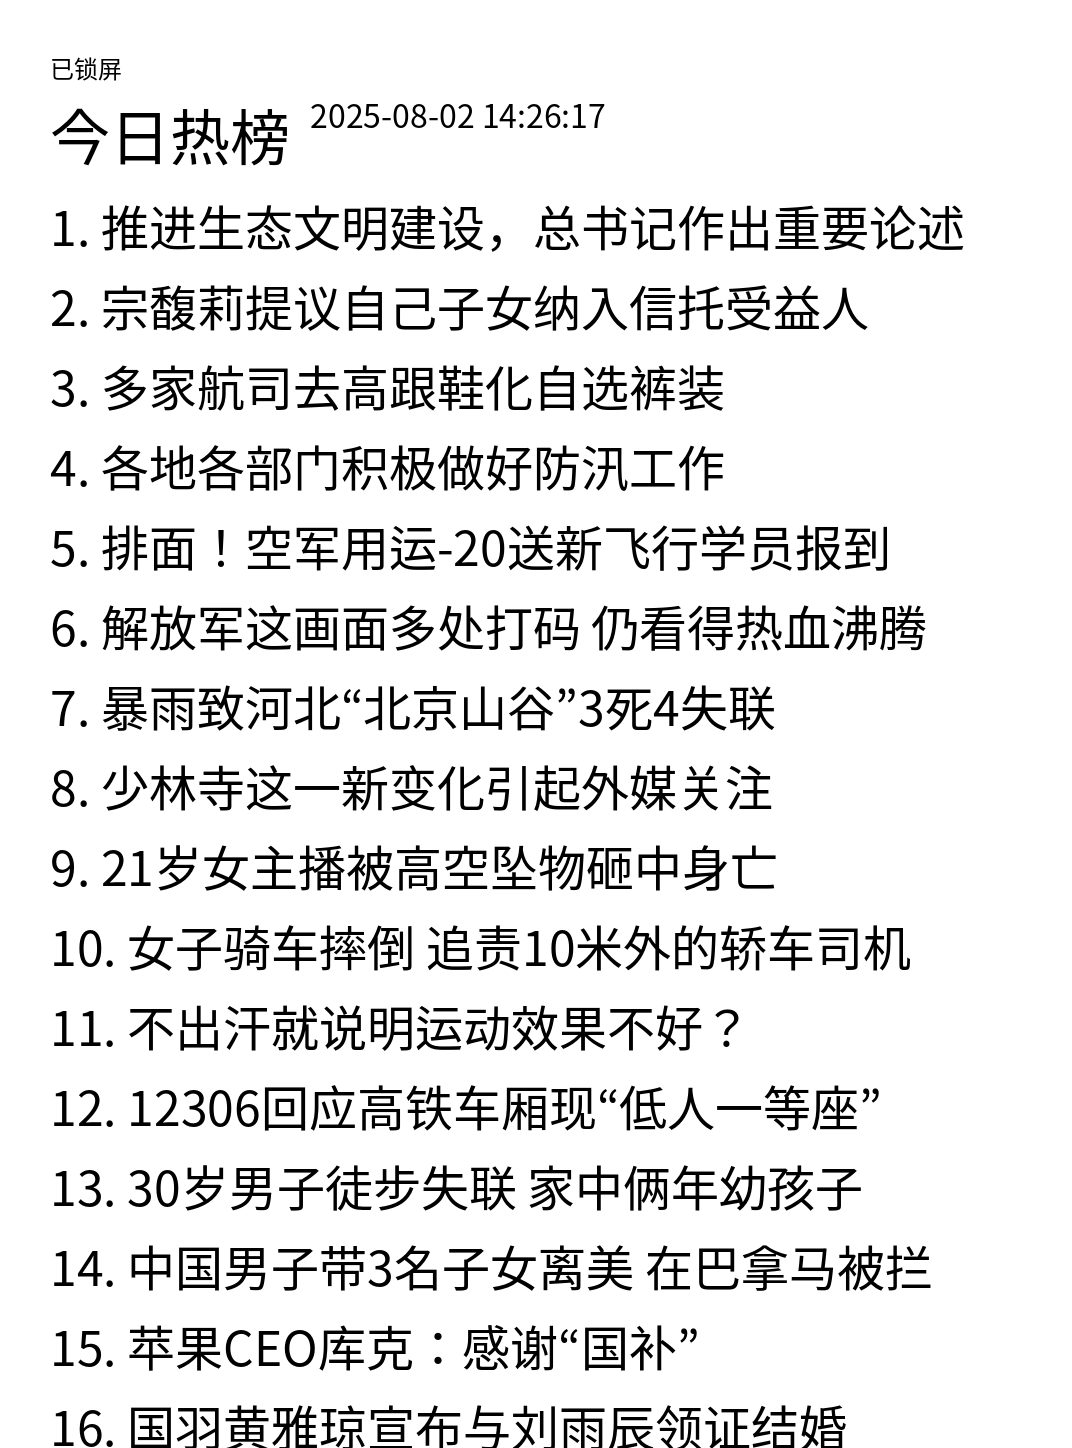 已锁屏
今日热榜 2025-08-02 14:26:17
1. 推进生态文明建设，总书记作出重要论述
2. 宗馥莉提议自己子女纳入信托受益人
3. 多家航司去高跟鞋化自选裤装
4. 各地各部门积极做好防汛工作
5. 排面！空军用运-20送新飞行学员报到
6. 解放军这画面多处打码 仍看得热血沸腾
7. 暴雨致河北“北京山谷”3死4失联
8. 少林寺这一新变化引起外媒关注
9. 21岁女主播被高空坠物砸中身亡
10. 女子骑车摔倒 追责10米外的轿车司机
11. 不出汗就说明运动效果不好？
12. 12306回应高铁车厢现“低人一等座”
13. 30岁男子徒步失联 家中俩年幼孩子
14. 中国男子带3名子女离美 在巴拿马被拦
15. 苹果CEO库克：感谢“国补”
16. 国羽黄雅琼宣布与刘雨辰领证结婚